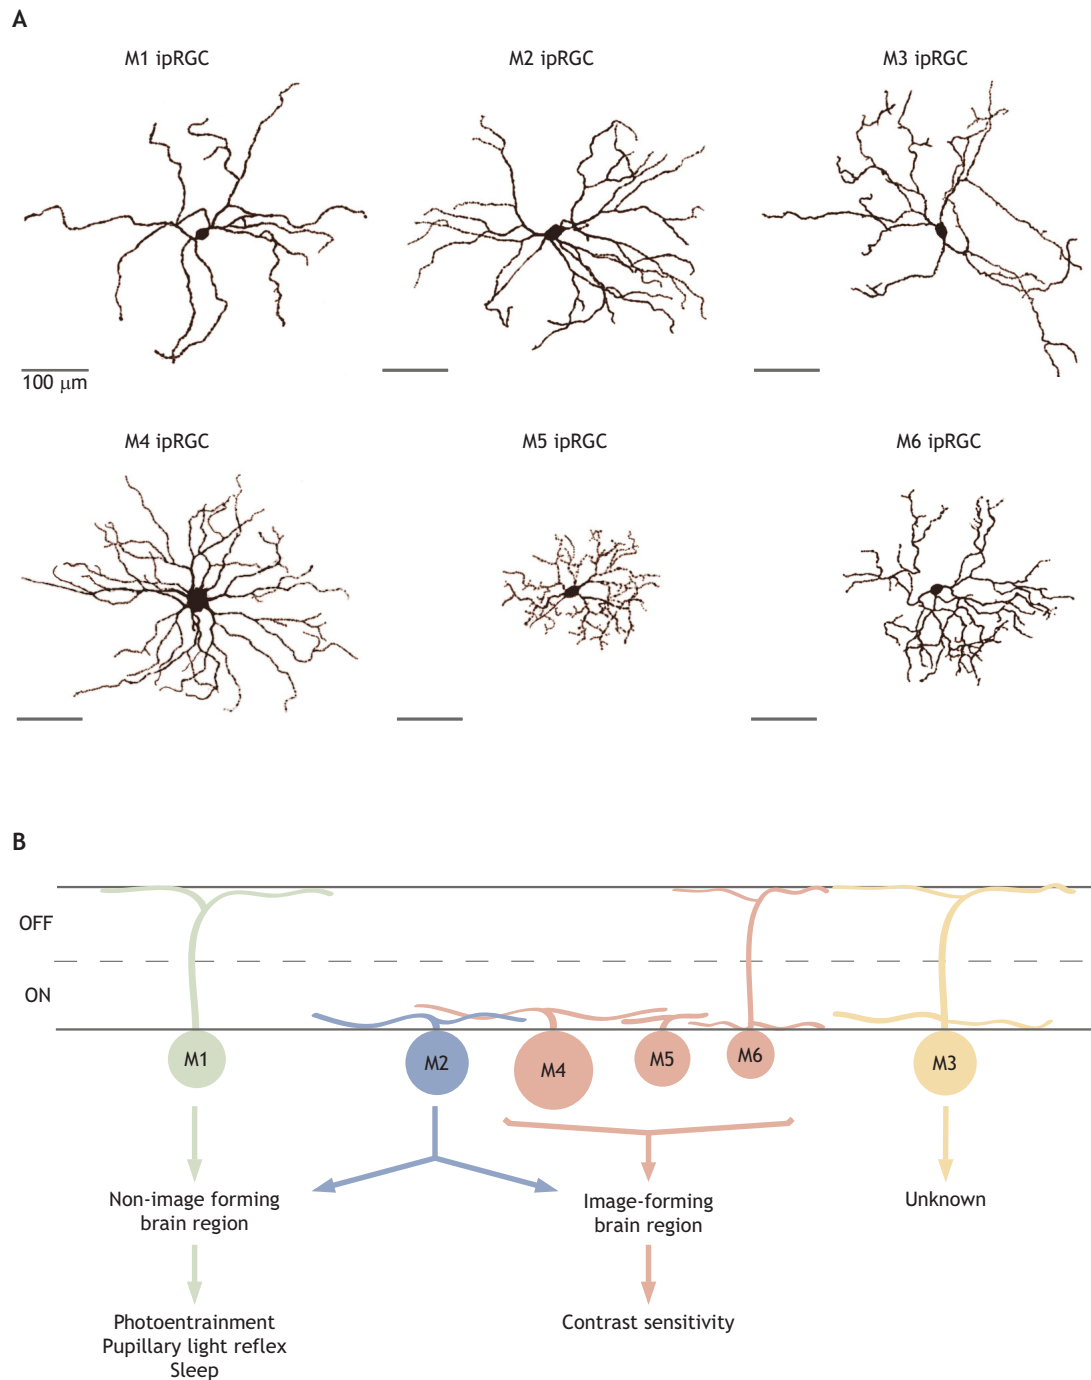 A
M1 ipRGC
M2 ipRGC
M3 ipRGC
100 μm
M4 ipRGC
M5 ipRGC
M6 ipRGC
B
OFF
ON
M1
M2
M4
M5
M6
M3
Non-image forming
brain region
Image-forming
brain region
Unknown
Photoentrainment
Pupillary light reflex
Sleep
Contrast sensitivity